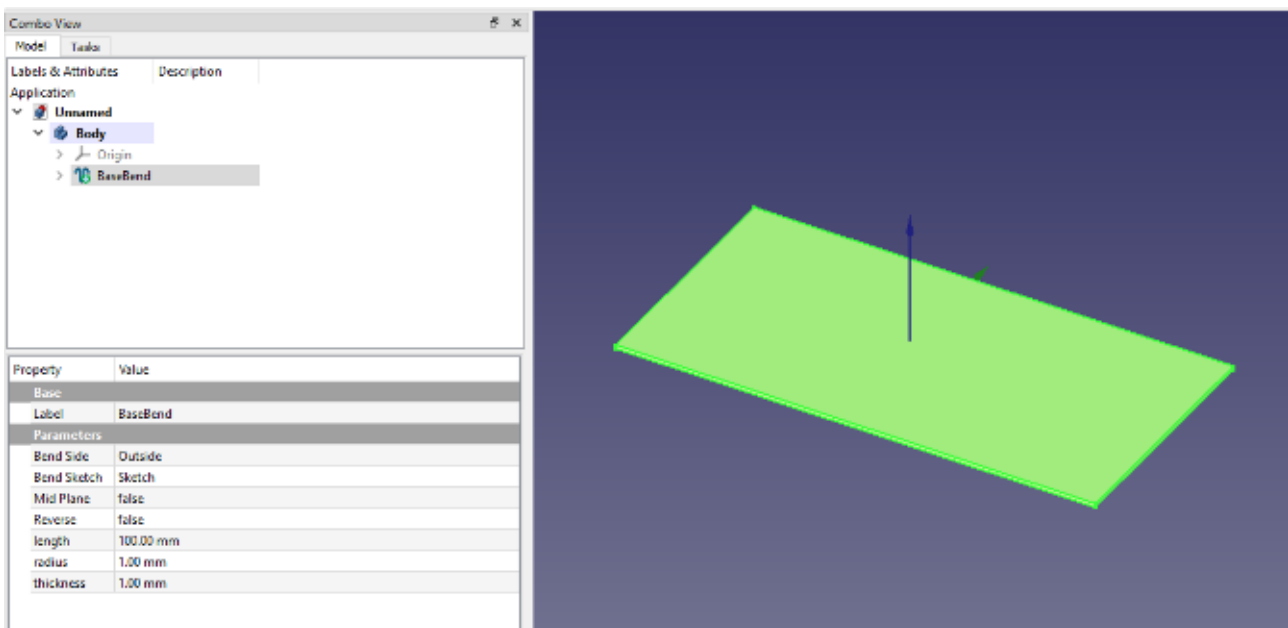 Combo View
Model Tasks
Labels & Attributes Description
Application
Unnamed
Body
Origin
BaseBend
Property Value
Base
Label BaseBend
Parameters
Bend Side Outside
Bend Sketch Sketch
Mid Plane false
Reverse false
length 100.00 mm
radius 1.00 mm
thickness 1.00 mm